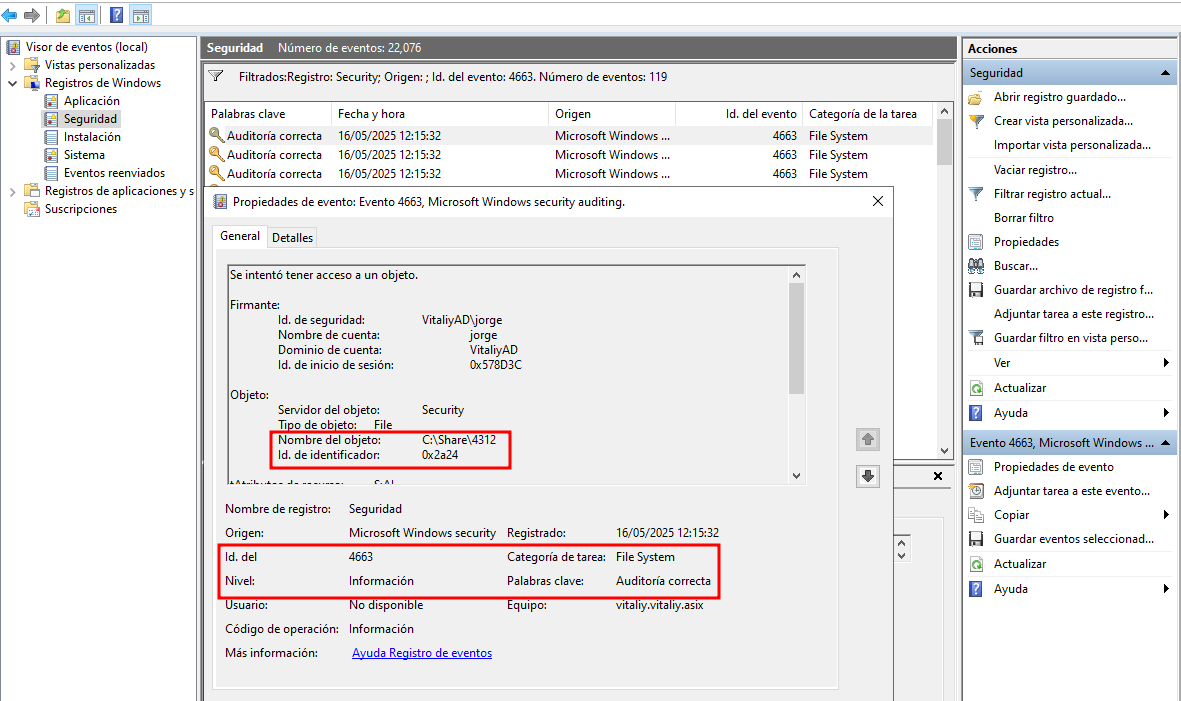 Visor de eventos (local)
Vistas personalizadas
Registros de Windows
Aplicación
Seguridad
Instalación
Sistema
Eventos reenviados
Registros de aplicaciones y s
Suscripciones
Seguridad Número de eventos: 22,076
Filtrados:Registro: Security; Origen: ; Id. del evento: 4663. Número de eventos: 119
Palabras clave Fecha y hora Origen Id. del evento Categoría de la tarea
Auditoría correcta 16/05/2025 12:15:32 Microsoft Windows ... 4663 File System
Auditoría correcta 16/05/2025 12:15:32 Microsoft Windows ... 4663 File System
Auditoría correcta 16/05/2025 12:15:32 Microsoft Windows ... 4663 File System
Propiedades de evento: Evento 4663, Microsoft Windows security auditing.
General Detalles
Se intentó tener acceso a un objeto.
Firmante:
Id. de seguridad: VitaliyAD\jorge
Nombre de cuenta: jorge
Dominio de cuenta: VitaliyAD
Id. de inicio de sesión: 0x578D3C
Objeto:
Servidor del objeto: Security
Tipo de objeto: File
Nombre del objeto: C:\Share\4312
Id. de identificador: 0x2a24
Nombre de registro: Seguridad
Origen: Microsoft Windows security Registrado: 16/05/2025 12:15:32
Id. del 4663 Categoría de tarea: File System
Nivel: Información Palabras clave: Auditoría correcta
Usuario: No disponible Equipo: vitaliy.vitaliy.asix
Código de operación: Información
Más información: Ayuda Registro de eventos
Acciones
Seguridad
Abrir registro guardado...
Crear vista personalizada...
Importar vista personalizada...
Vaciar registro...
Filtrar registro actual...
Borrar filtro
Propiedades
Buscar...
Guardar archivo de registro f...
Adjuntar tarea a este registro...
Guardar filtro en vista perso...
Ver
Actualizar
Ayuda
Evento 4663, Microsoft Windows ...
Propiedades de evento
Adjuntar tarea a este evento...
Copiar
Guardar eventos seleccionad...
Actualizar
Ayuda